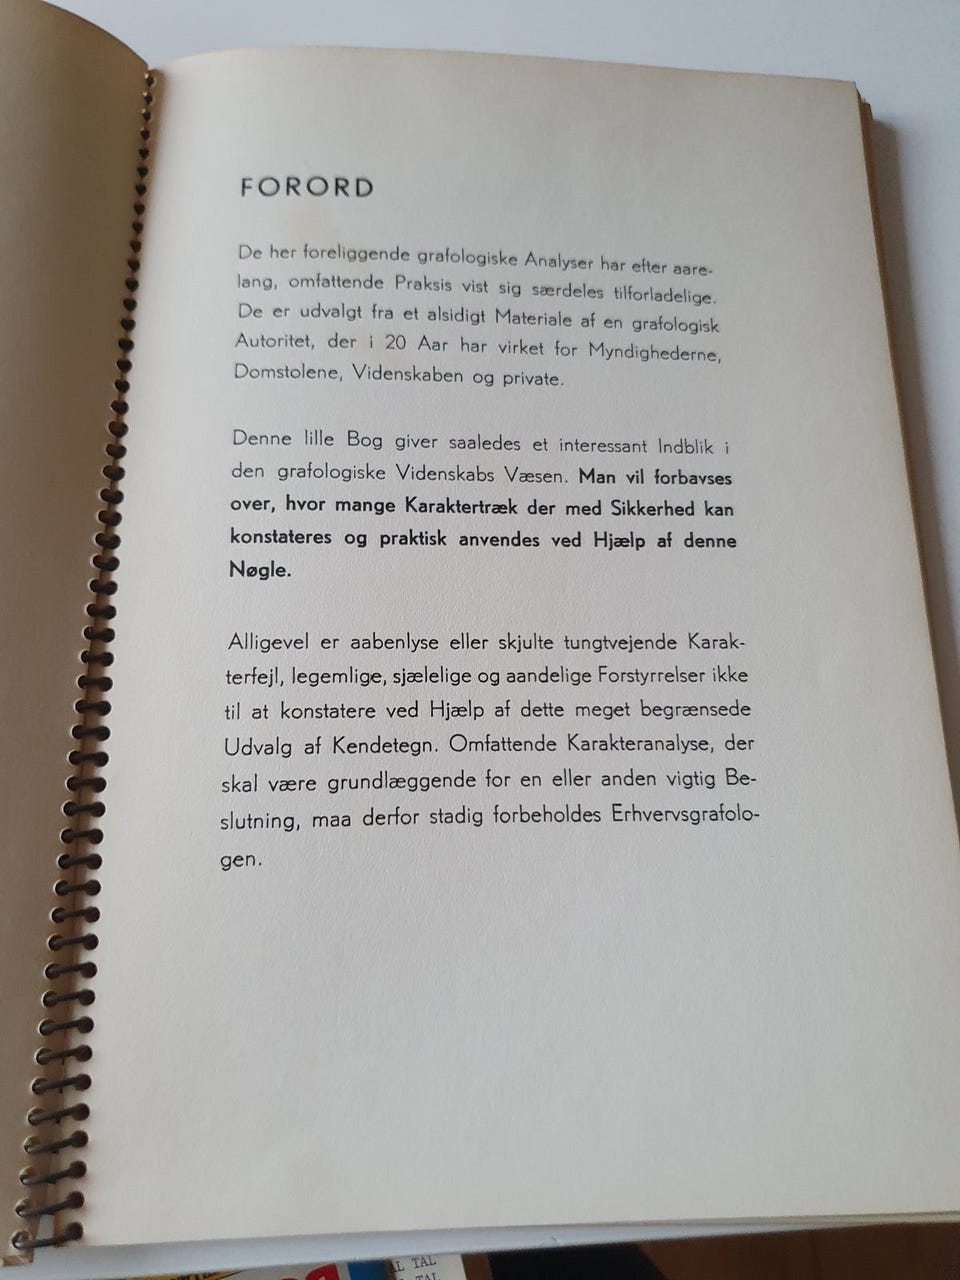 FORORD
De her foreliggende grafologiske Analyser har efter aare-
lang, omfattende Praksis vist sig særdeles tilforladelige.
De er udvalgt fra et alsidigt Materiale af en grafologisk
Autoritet, der i 20 Aar har virket for Myndighederne,
Domstolene, Videnskaben og private.
Denne lille Bog giver saaledes et interessant Indblik i
den grafologiske Videnskabs Væsen. Man vil forbavses
over, hvor mange Karaktertræk der med Sikkerhed kan
konstateres og praktisk anvendes ved Hjælp af denne
Nøgle.
Alligevel er aabenlyse eller skjulte tungtvejende Karak-
terfejl, legemlige, sjælelige og aandelige Forstyrrelser ikke
til at konstatere ved Hjælp af dette meget begrænsede
Udvalg af Kendetegn. Omfattende Karakteranalyse, der
skal være grundlæggende for en eller anden vigtig Be-
slutning, maa derfor stadig forbeholdes Erhvervsgrafolo-
gen.
AL TAL
TAL